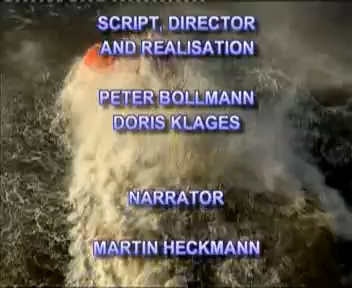 SCRIPT, DIRECTOR
AND REALISATION
PETER BOLLMANN
DORIS KLAGES
NARRATOR
MARTIN HECKMANN